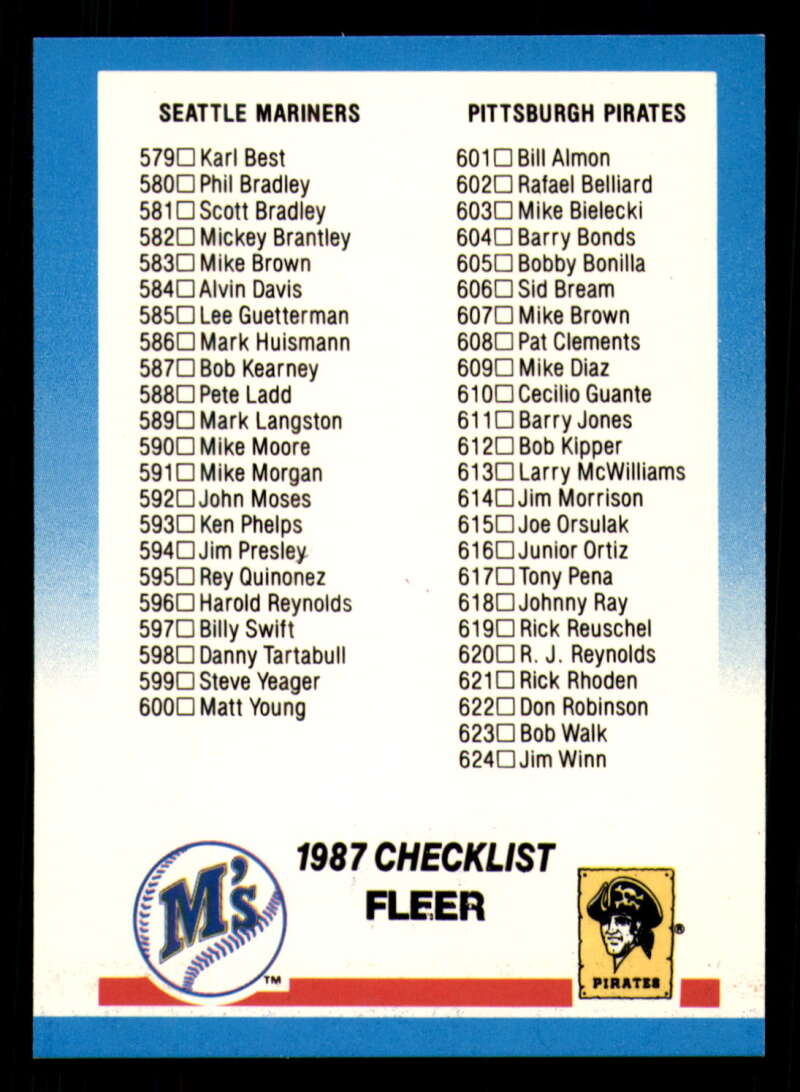 SEATTLE MARINERS
579□ Karl Best
580□ Phil Bradley
581□ Scott Bradley
582□ Mickey Brantley
583□ Mike Brown
584□ Alvin Davis
585□ Lee Guetterman
586□ Mark Huismann
587□ Bob Kearney
588□ Pete Ladd
589□ Mark Langston
590□ Mike Moore
591□ Mike Morgan
592□ John Moses
593□ Ken Phelps
594□ Jim Presley
595□ Rey Quinonez
596□ Harold Reynolds
597□ Billy Swift
598□ Danny Tartabull
599□ Steve Yeager
600□ Matt Young
PITTSBURGH PIRATES
601□ Bill Almon
602□ Rafael Belliard
603□ Mike Bielecki
604□ Barry Bonds
605□ Bobby Bonilla
606□ Sid Bream
607□ Mike Brown
608□ Pat Clements
609□ Mike Diaz
610□ Cecilio Guante
611□ Barry Jones
612□ Bob Kipper
613□ Larry McWilliams
614□ Jim Morrison
615□ Joe Orsulak
616□ Junior Ortiz
617□ Tony Pena
618□ Johnny Ray
619□ Rick Reuschel
620□ R. J. Reynolds
621□ Rick Rhoden
622□ Don Robinson
623□ Bob Walk
624□ Jim Winn
1987 CHECKLIST
FLEER
M's
™
PIRATES
®